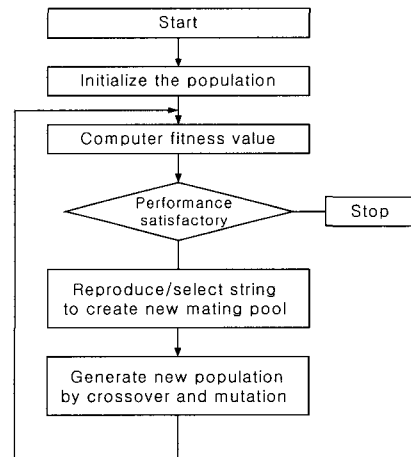 Start
Initialize the population
Computer fitness value
Performance
satisfactory
Stop
Reproduce/select string
to create new mating pool
Generate new population
by crossover and mutation